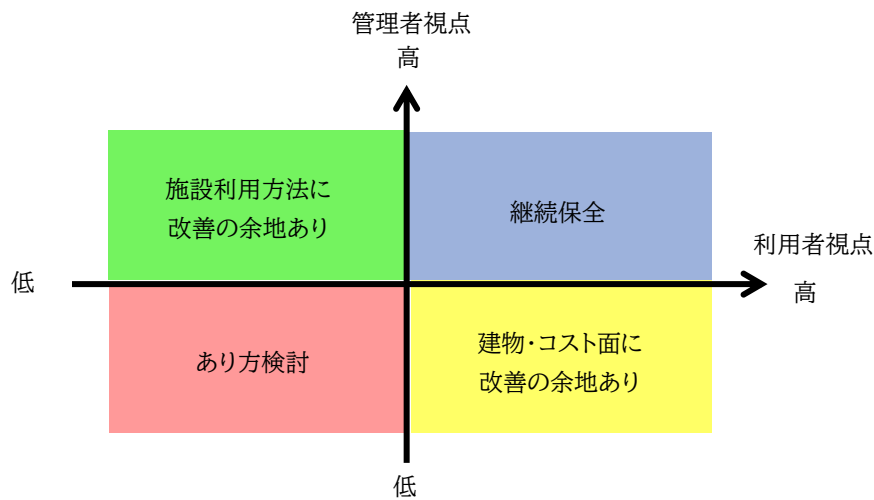 管理者視点
高
施設利用方法に
改善の余地あり
継続保全
利用者視点
高
低
あり方検討
建物・コスト面に
改善の余地あり
低